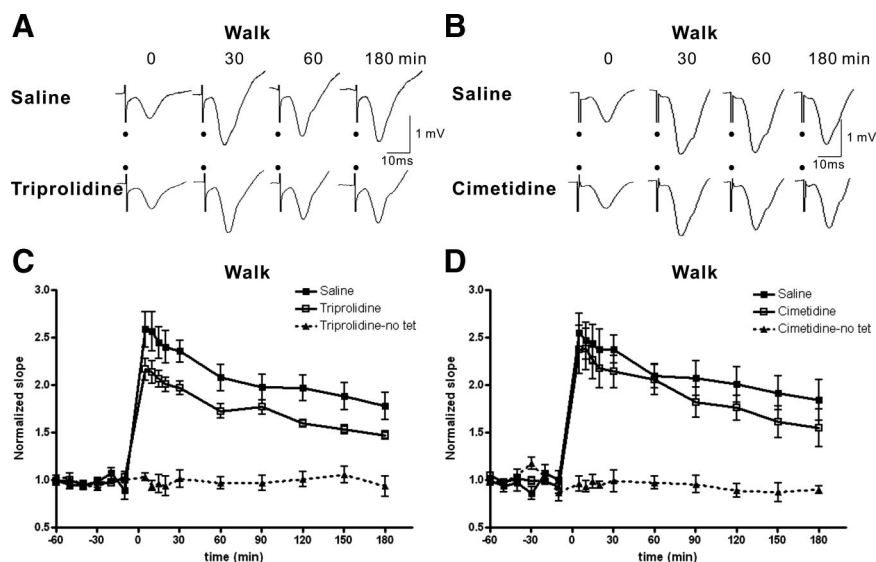 A
Walk
0 30 60 180 min
Saline
1 mV
10ms
Triprolidine
B
Walk
0 30 60 180 min
Saline
1 mV
10ms
Cimetidine
C
Walk
Normalized slope
3.0
2.5
2.0
1.5
1.0
0.5
Saline
Triprolidine
Triprolidine-no tet
-60 -30 0 30 60 90 120 150 180
time (min)
D
Walk
Normalized slope
3.0
2.5
2.0
1.5
1.0
0.5
Saline
Cimetidine
Cimetidine-no tet
-60 -30 0 30 60 90 120 150 180
time (min)